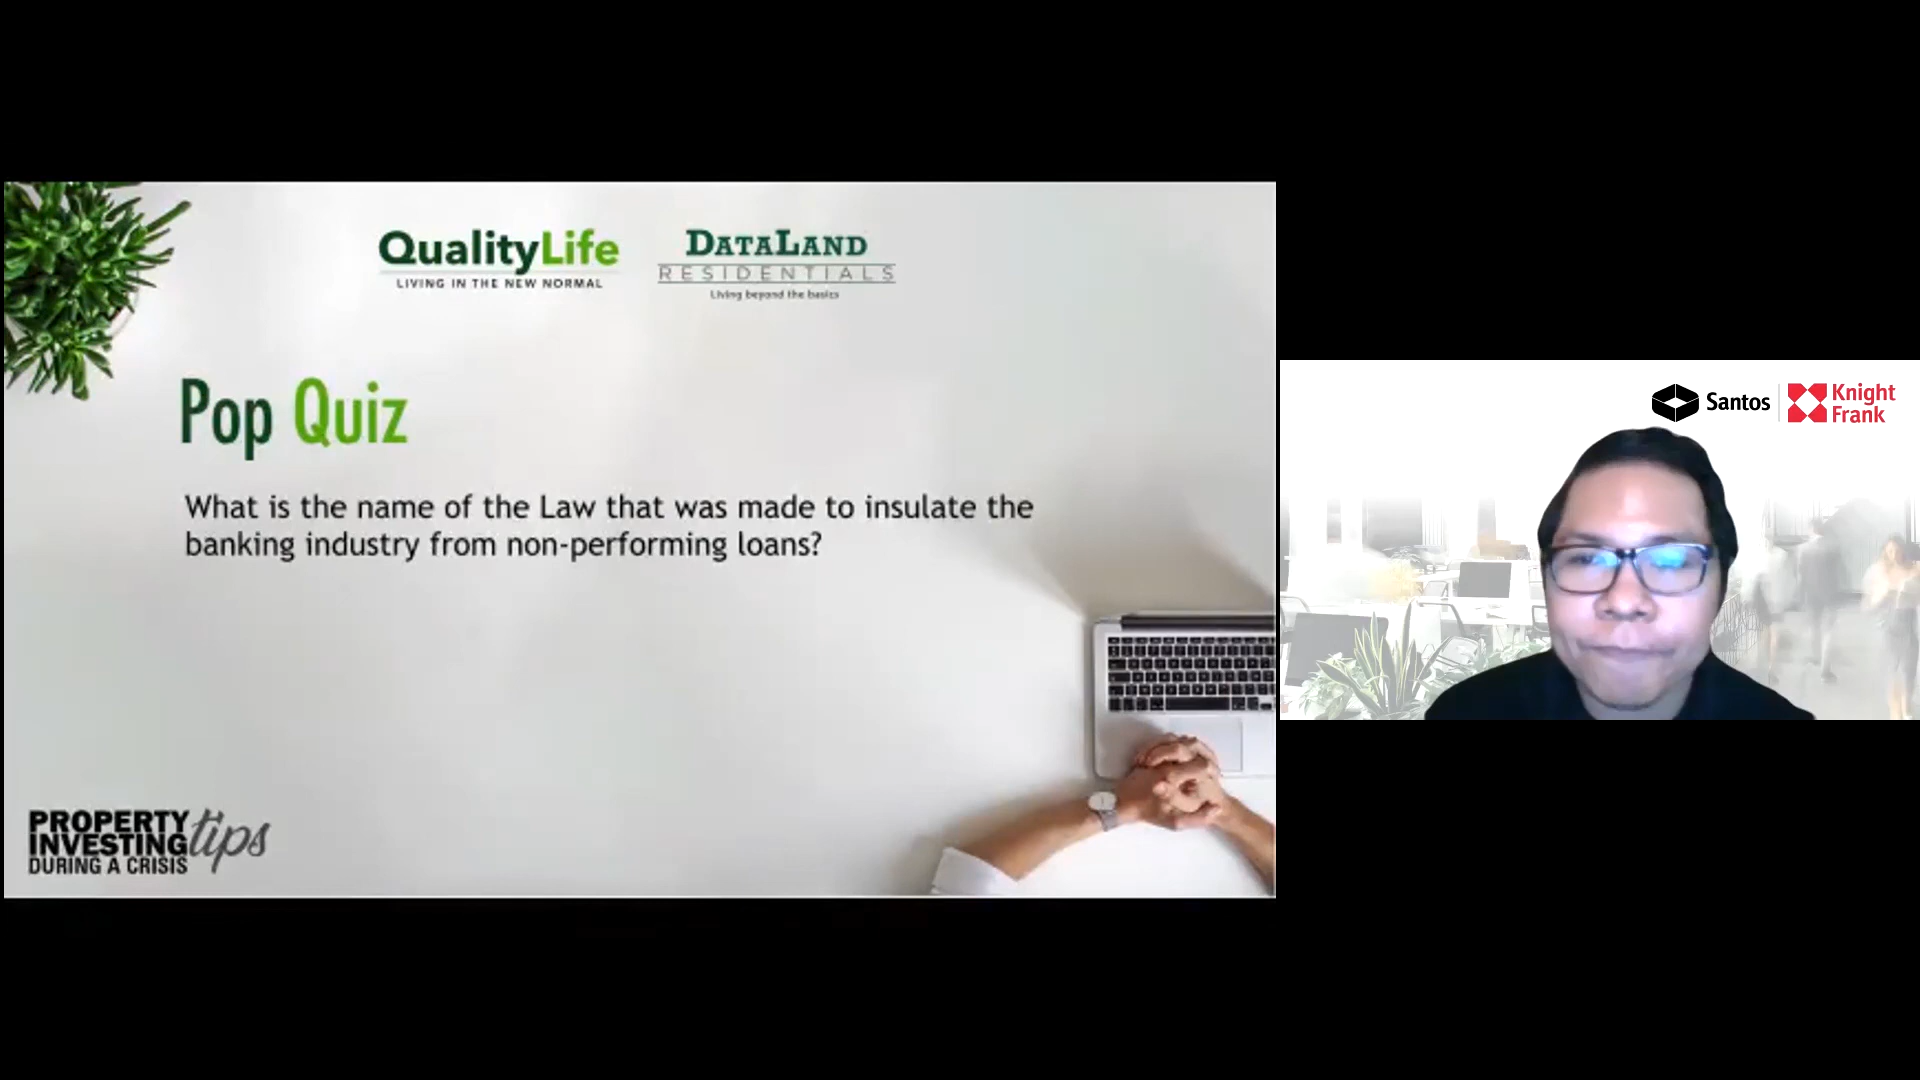 QualityLife
LIVING IN THE NEW NORMAL
DATALAND
RESIDENTIALS
Living beyond the basics
Pop Quiz
What is the name of the Law that was made to insulate the
banking industry from non-performing loans?
PROPERTY
INVESTING tips
DURING A CRISIS
Santos
Knight
Frank